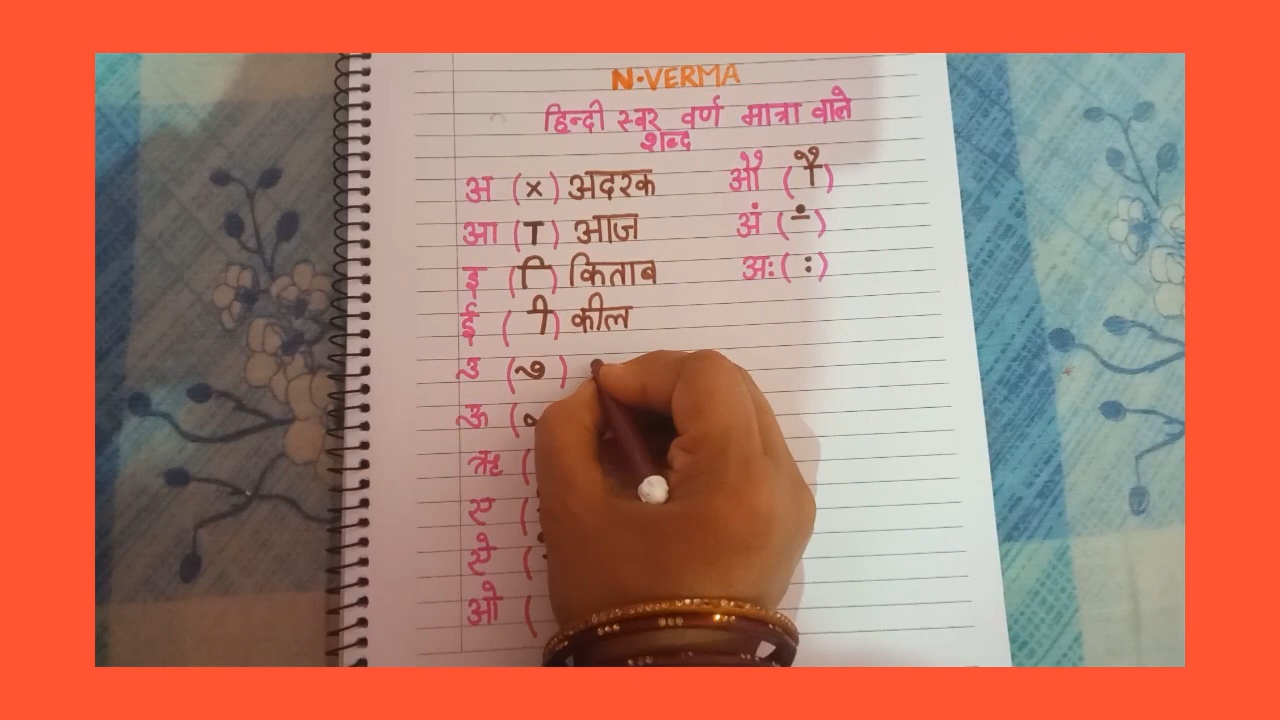 N·VERMA
हिन्दी स्वर वर्ण मात्रा वाले
शब्द
अ (×) अदरक
आ (ा) आज
इ (ि) किताब
ई (ी) कील
उ (ु)
ऊ (
ऋ (
ए (
ऐ (
ओ (
औ (ौ)
अं (ं)
अः (ः)